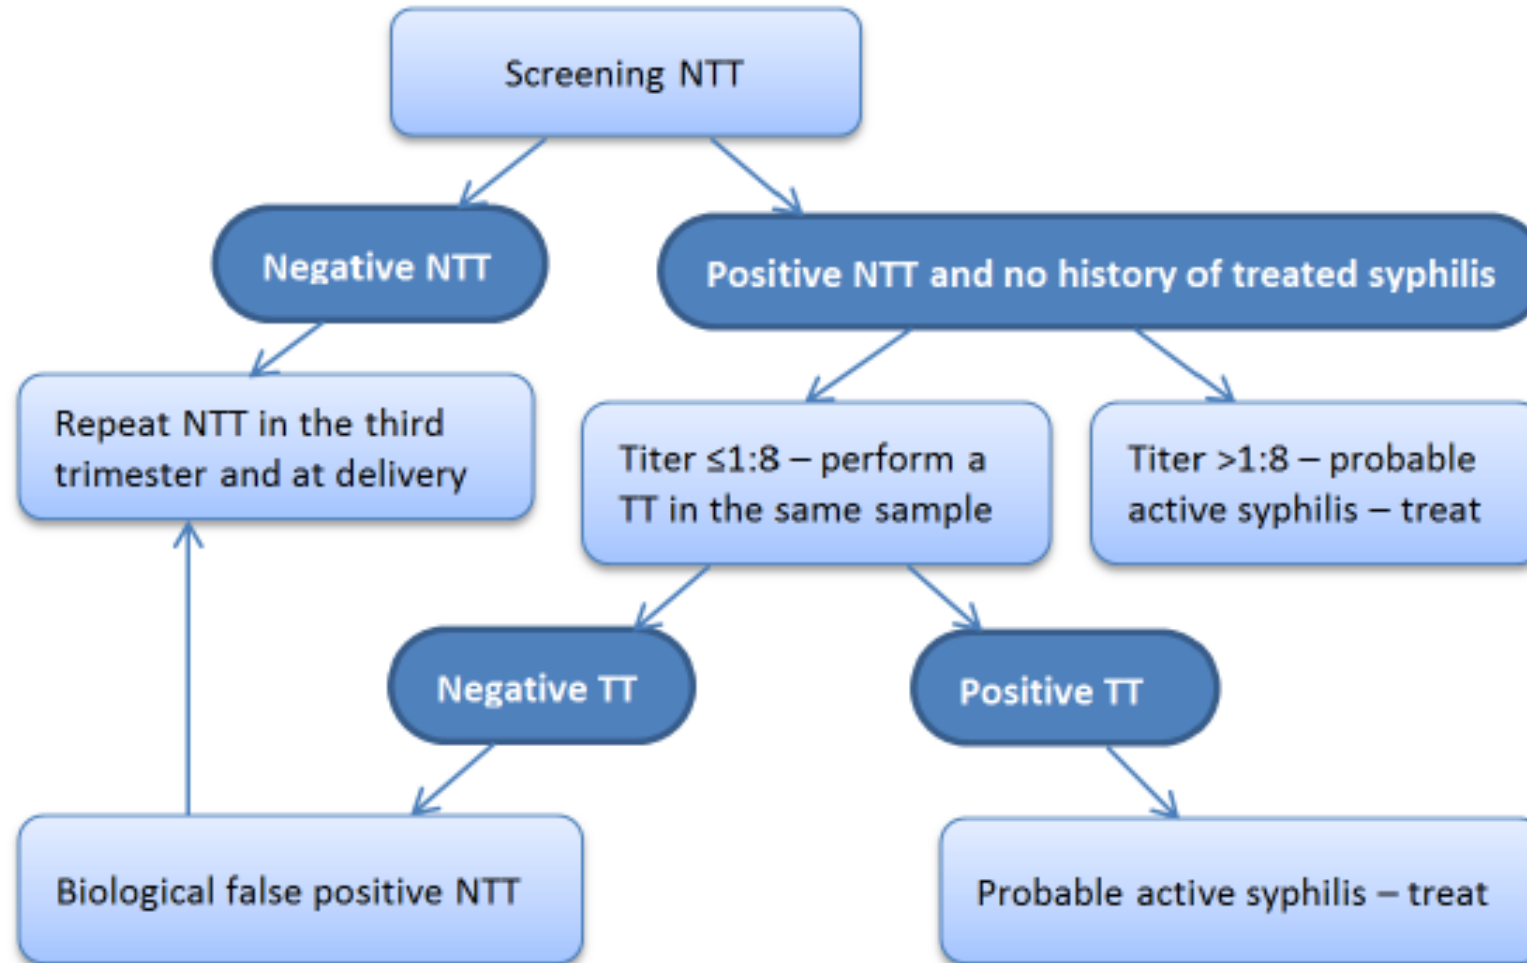 Screening NTT
Negative NTT
Positive NTT and no history of treated syphilis
Repeat NTT in the third
trimester and at delivery
Titer ≤1:8 – perform a
TT in the same sample
Titer >1:8 – probable
active syphilis – treat
Negative TT
Positive TT
Biological false positive NTT
Probable active syphilis – treat